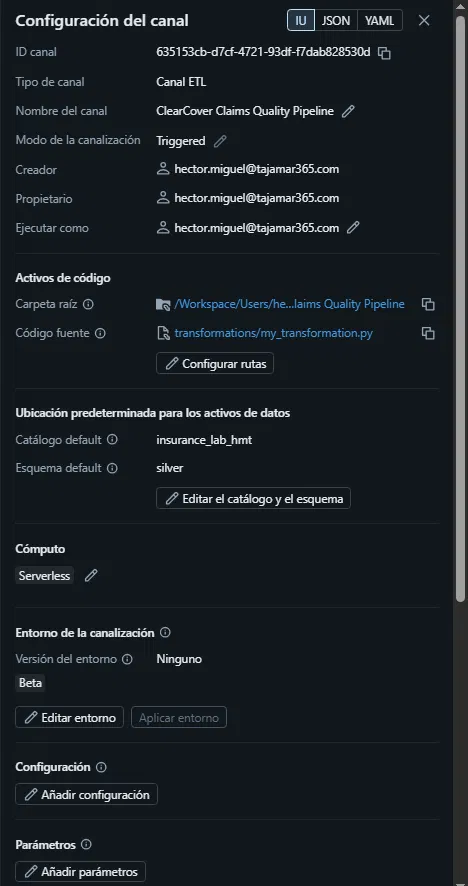 Configuración del canal IU JSON YAML
ID canal 635153cb-d7cf-4721-93df-f7dab828530d
Tipo de canal Canal ETL
Nombre del canal ClearCover Claims Quality Pipeline
Modo de la canalización Triggered
Creador hector.miguel@tajamar365.com
Propietario hector.miguel@tajamar365.com
Ejecutar como hector.miguel@tajamar365.com
Activos de código
Carpeta raíz /Workspace/Users/he...laims Quality Pipeline
Código fuente transformations/my_transformation.py
Configurar rutas
Ubicación predeterminada para los activos de datos
Catálogo default insurance_lab_hmt
Esquema default silver
Editar el catálogo y el esquema
Cómputo
Serverless
Entorno de la canalización
Versión del entorno Ninguno
Beta
Editar entorno Aplicar entorno
Configuración
Añadir configuración
Parámetros
Añadir parámetros